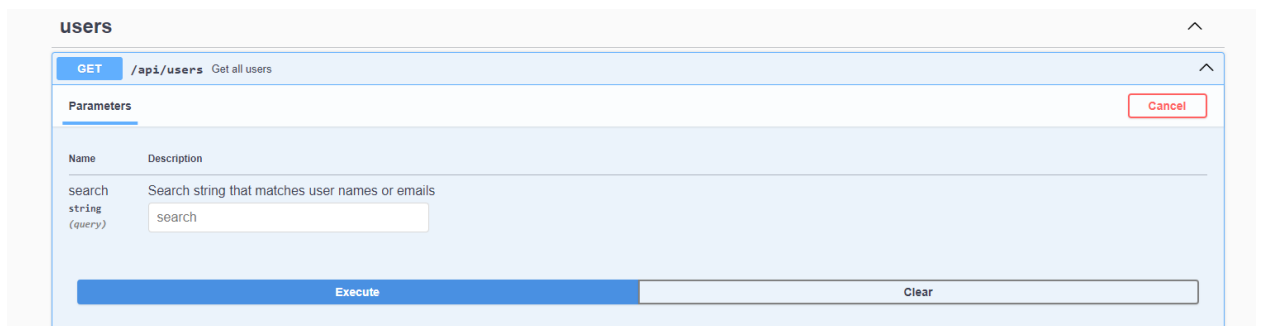 users
GET /api/users Get all users
Parameters Cancel
Name Description
search Search string that matches user names or emails
string
search
(query)
Execute Clear